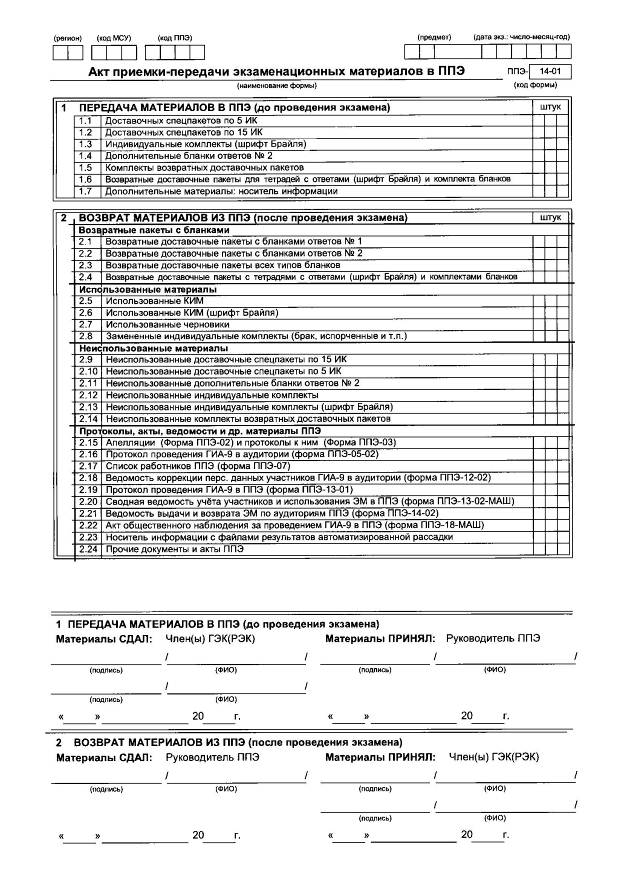 (регион) (код МСУ) (код ППЭ) (предмет) (дата экз.: число-месяц-год)
Акт приемки-передачи экзаменационных материалов в ППЭ ППЭ- 14-01
(наименование формы) (код формы)
1 ПЕРЕДАЧА МАТЕРИАЛОВ В ППЭ (до проведения экзамена) штук
1.1 Доставочных спецпакетов по 5 ИК
1.2 Доставочных спецпакетов по 15 ИК
1.3 Индивидуальные комплекты (шрифт Брайля)
1.4 Дополнительные бланки ответов № 2
1.5 Комплекты возвратных доставочных пакетов
1.6 Возвратные доставочные пакеты для тетрадей с ответами (шрифт Брайля) и комплекта бланков
1.7 Дополнительные материалы: носитель информации
2 ВОЗВРАТ МАТЕРИАЛОВ ИЗ ППЭ (после проведения экзамена) штук
Возвратные пакеты с бланками
2.1 Возвратные доставочные пакеты с бланками ответов № 1
2.2 Возвратные доставочные пакеты с бланками ответов № 2
2.3 Возвратные доставочные пакеты всех типов бланков
2.4 Возвратные доставочные пакеты с тетрадями с ответами (шрифт Брайля) и комплектами бланков
Использованные материалы
2.5 Использованные КИМ
2.6 Использованные КИМ (шрифт Брайля)
2.7 Использованные черновики
2.8 Замененные индивидуальные комплекты (брак, испорченные и т.п.)
Неиспользованные материалы
2.9 Неиспользованные доставочные спецпакеты по 15 ИК
2.10 Неиспользованные доставочные спецпакеты по 5 ИК
2.11 Неиспользованные дополнительные бланки ответов № 2
2.12 Неиспользованные индивидуальные комплекты
2.13 Неиспользованные индивидуальные комплекты (шрифт Брайля)
2.14 Неиспользованные комплекты возвратных доставочных пакетов
Протоколы, акты, ведомости и др. материалы ППЭ
2.15 Апелляции (Форма ППЭ-02) и протоколы к ним (Форма ППЭ-03)
2.16 Протокол проведения ГИА-9 в аудитории (форма ППЭ-05-02)
2.17 Список работников ППЭ (форма ППЭ-07)
2.18 Ведомость коррекции перс. данных участников ГИА-9 в аудитории (форма ППЭ-12-02)
2.19 Протокол проведения ГИА-9 в ППЭ (форма ППЭ-13-01)
2.20 Сводная ведомость учёта участников и использования ЭМ в ППЭ (форма ППЭ-13-02-МАШ)
2.21 Ведомость выдачи и возврата ЭМ по аудиториям ППЭ (форма ППЭ-14-02)
2.22 Акт общественного наблюдения за проведением ГИА-9 в ППЭ (форма ППЭ-18-МАШ)
2.23 Носитель информации с файлами результатов автоматизированной рассадки
2.24 Прочие документы и акты ППЭ
1 ПЕРЕДАЧА МАТЕРИАЛОВ В ППЭ (до проведения экзамена)
Материалы СДАЛ: Член(ы) ГЭК(РЭК) Материалы ПРИНЯЛ: Руководитель ППЭ
/ / / /
(подпись) (ФИО) (подпись) (ФИО)
/ /
(подпись) (ФИО)
« » 20 г. « » 20 г.
2 ВОЗВРАТ МАТЕРИАЛОВ ИЗ ППЭ (после проведения экзамена)
Материалы СДАЛ: Руководитель ППЭ Материалы ПРИНЯЛ: Член(ы) ГЭК(РЭК)
/ / / /
(подпись) (ФИО) (подпись) (ФИО)
/ /
(подпись) (ФИО)
« » 20 г. « » 20 г.